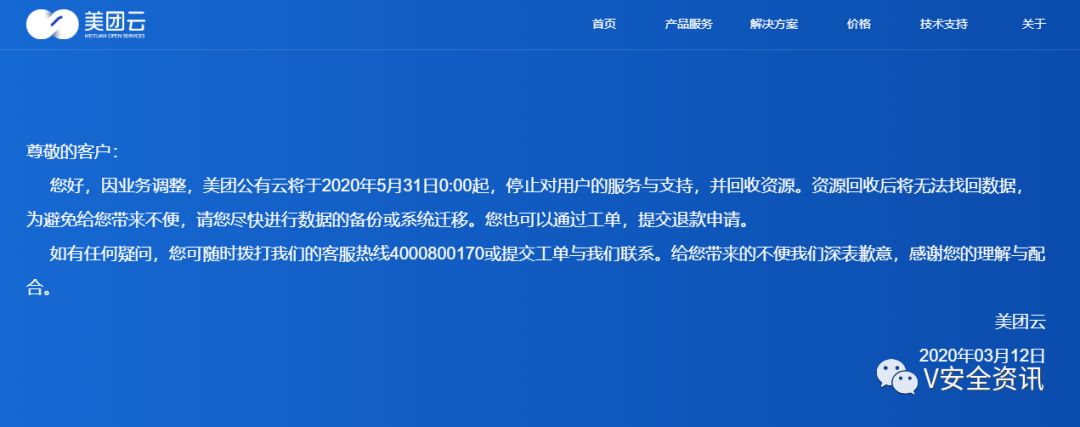 美团云
MEITUAN OPEN SERVICES
首页 产品服务 解决方案 价格 技术支持 关于
尊敬的客户：
您好，因业务调整，美团公有云将于2020年5月31日0:00起，停止对用户的服务与支持，并回收资源。资源回收后将无法找回数据，
为避免给您带来不便，请您尽快进行数据的备份或系统迁移。您也可以通过工单，提交退款申请。
如有任何疑问，您可随时拨打我们的客服热线4000800170或提交工单与我们联系。给您带来的不便我们深表歉意，感谢您的理解与配
合。
美团云
2020年03月12日
V安全资讯